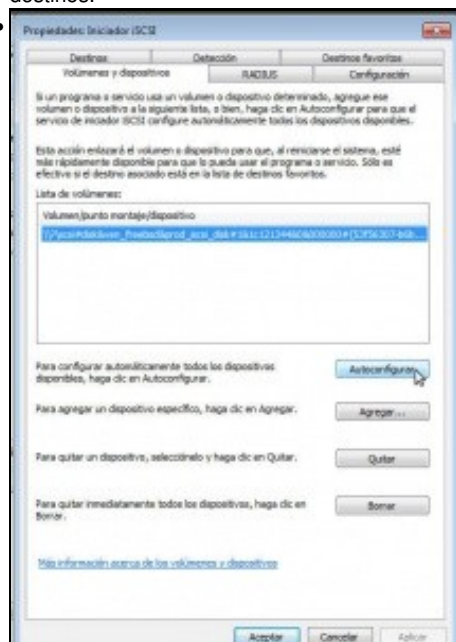 destinos.
Propiedades: Iniciador iSCSI
Destinos Detección Destinos favoritos
Volúmenes y dispositivos RADIUS Configuración
Si un programa o servicio usa un volumen o dispositivo determinado, agregue ese
volumen o dispositivo a la siguiente lista, o bien, haga clic en Autoconfigurar para que el
servicio de iniciador iSCSI configure automáticamente todos los dispositivos disponibles.
Esta acción enlazará el volumen o dispositivo para que, al reiniciarse el sistema, esté
más rápidamente disponible para que lo pueda usar el programa o servicio. Sólo es
efectivo si el destino asociado está en la lista de destinos favoritos.
Lista de volúmenes:
Volumen/punto montaje/dispositivo
Para configurar automáticamente todos los dispositivos
disponibles, haga clic en Autoconfigurar.
Autoconfigurar
Para agregar un dispositivo específico, haga clic en Agregar.
Agregar...
Para quitar un dispositivo, selecciónelo y haga clic en Quitar.
Quitar
Para quitar inmediatamente todos los dispositivos, haga clic en
Borrar.
Borrar
Más información acerca de los volúmenes y dispositivos
Aceptar Cancelar Aplicar